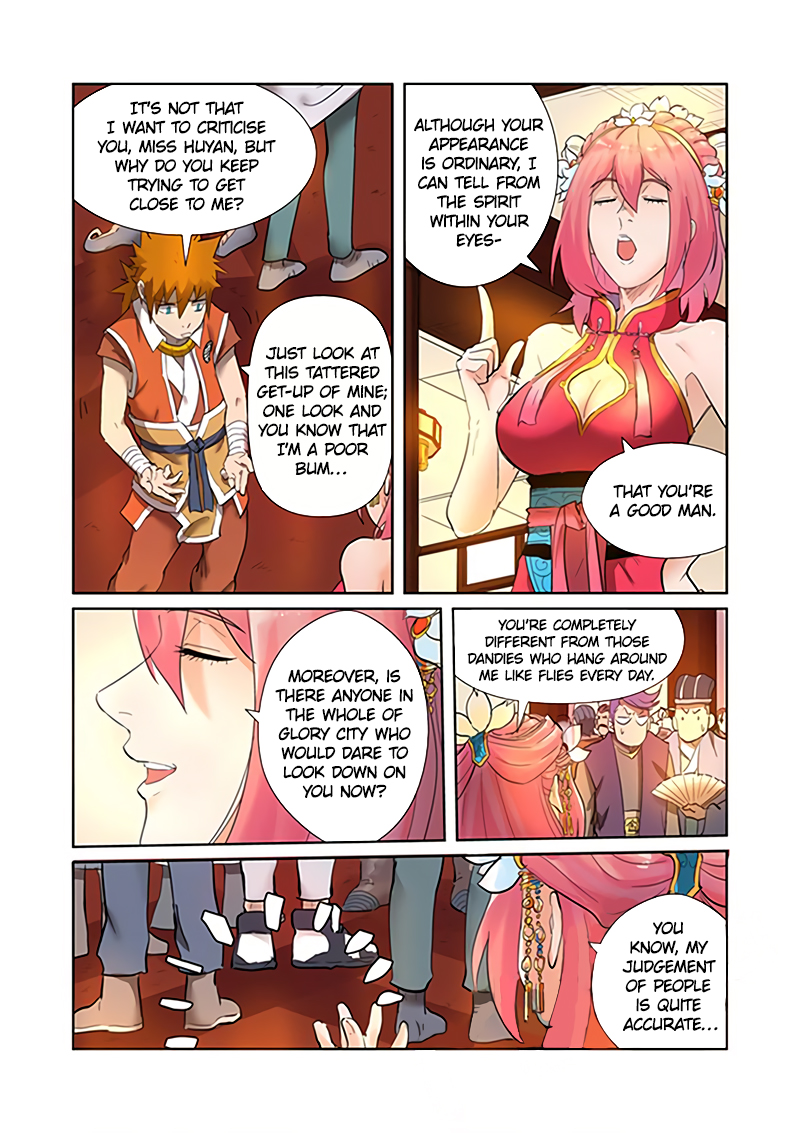 IT'S NOT THAT
I WANT TO CRITICISE
YOU, MISS HUYAN, BUT
WHY DO YOU KEEP
TRYING TO GET
CLOSE TO ME?
JUST LOOK AT
THIS TATTERED
GET-UP OF MINE;
ONE LOOK AND
YOU KNOW THAT
I'M A POOR
BUM...
ALTHOUGH YOUR
APPEARANCE
IS ORDINARY, I
CAN TELL FROM
THE SPIRIT
WITHIN YOUR
EYES-
THAT YOU'RE
A GOOD MAN.
MOREOVER, IS
THERE ANYONE IN
THE WHOLE OF
GLORY CITY WHO
WOULD DARE TO
LOOK DOWN ON
YOU NOW?
YOU'RE COMPLETELY
DIFFERENT FROM THOSE
DANDIES WHO HANG AROUND
ME LIKE FLIES EVERY DAY.
YOU
KNOW, MY
JUDGEMENT
OF PEOPLE
IS QUITE
ACCURATE...